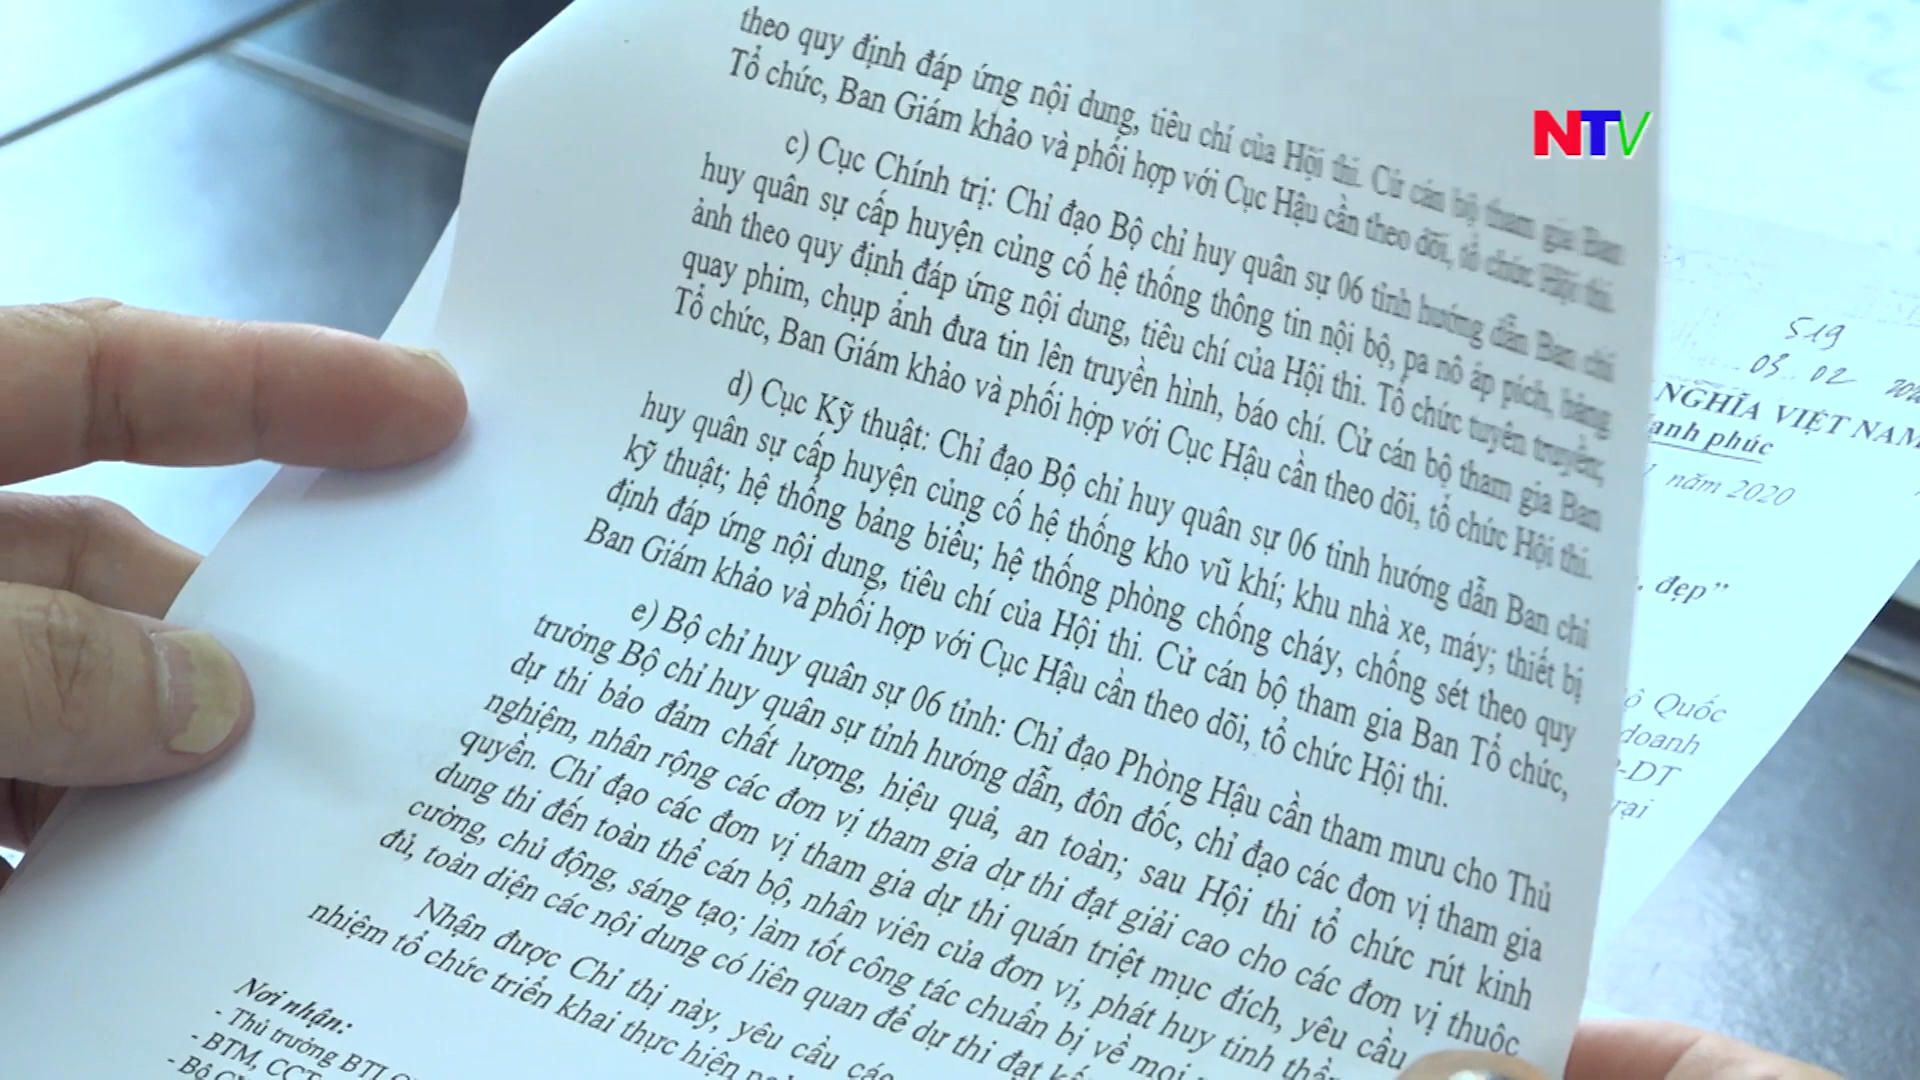 theo quy định đáp ứng nội dung, tiêu chí của Hội thi. Cử cán bộ tham gia Ban
Tổ chức, Ban Giám khảo và phối hợp với Cục Hậu cần theo dõi, tổ chức Hội thi.
c) Cục Chính trị: Chỉ đạo Bộ chỉ huy quân sự 06 tỉnh hướng dẫn Ban chỉ
huy quân sự cấp huyện củng cố hệ thống thông tin nội bộ, pa nô áp pích, bảng
ảnh theo quy định đáp ứng nội dung, tiêu chí của Hội thi. Tổ chức tuyên truyền;
quay phim, chụp ảnh đưa tin lên truyền hình, báo chí. Cử cán bộ tham gia Ban
Tổ chức, Ban Giám khảo và phối hợp với Cục Hậu cần theo dõi, tổ chức Hội thi.
d) Cục Kỹ thuật: Chỉ đạo Bộ chỉ huy quân sự 06 tỉnh hướng dẫn Ban chỉ
huy quân sự cấp huyện củng cố hệ thống kho vũ khí; khu nhà xe, máy; thiết bị
kỹ thuật; hệ thống bảng biểu; hệ thống phòng chống cháy, chống sét theo quy
định đáp ứng nội dung, tiêu chí của Hội thi. Cử cán bộ tham gia Ban Tổ chức,
Ban Giám khảo và phối hợp với Cục Hậu cần theo dõi, tổ chức Hội thi.
e) Bộ chỉ huy quân sự 06 tỉnh: Chỉ đạo Phòng Hậu cần tham mưu cho Thủ
trưởng Bộ chỉ huy quân sự tỉnh hướng dẫn, đôn đốc, chỉ đạo các đơn vị tham gia
dự thi bảo đảm chất lượng, hiệu quả, an toàn; sau Hội thi tổ chức rút kinh
nghiệm, nhân rộng các đơn vị tham gia dự thi đạt giải cao cho các đơn vị thuộc
quyền. Chỉ đạo các đơn vị tham gia dự thi quán triệt mục đích, yêu cầu
dung thi đến toàn thể cán bộ, nhân viên của đơn vị, phát huy tinh thần
cường, chủ động, sáng tạo; làm tốt công tác chuẩn bị về mọi
đủ, toàn diện các nội dung có liên quan để dự thi đạt
Nhận được Chỉ thị này, yêu cầu
nhiệm tổ chức triển khai thực hiện
Nơi nhận:
- Thủ trưởng BTL
- BTM, CCT
- Bộ
NTV
519
03 02
NGHĨA VIỆT NAM
anh phúc
năm 2020
đẹp”
Quốc
doanh
-DT